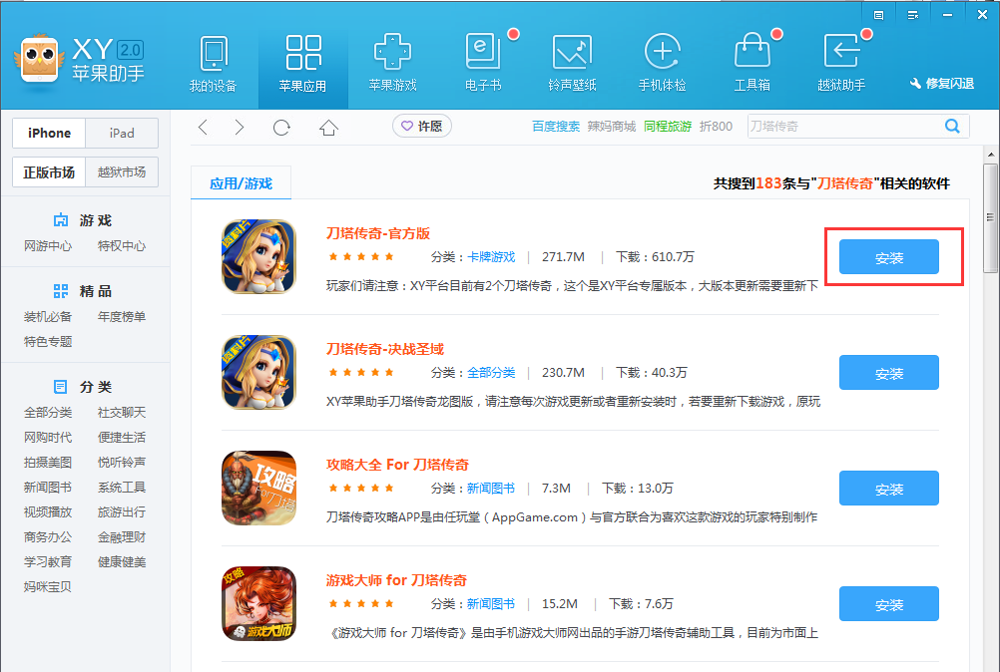 XY 2.0
苹果助手
我的设备
苹果应用
苹果游戏
电子书
铃声壁纸
手机体检
工具箱
越狱助手
修复闪退
iPhone iPad
正版市场 越狱市场
许愿
百度搜索 辣妈商城 同程旅游 折800 刀塔传奇
游戏
网游中心 特权中心
精品
装机必备 年度榜单
特色专题
分类
全部分类 社交聊天
网购时代 便捷生活
拍摄美图 悦听铃声
新闻图书 系统工具
视频播放 旅游出行
商务办公 金融理财
学习教育 健康健美
妈咪宝贝
应用/游戏
共搜到183条与"刀塔传奇"相关的软件
资料片
刀塔传奇-官方版
分类：卡牌游戏 | 271.7M | 下载：610.7万
玩家们请注意：XY平台目前有2个刀塔传奇，这个是XY平台专属版本，大版本更新需要重新下
安装
资料片
刀塔传奇-决战圣域
分类：全部分类 | 230.7M | 下载：40.3万
XY苹果助手刀塔传奇龙图版，请注意每次游戏更新或者重新安装时，若要重新下载游戏，原玩
安装
攻略
For刀塔
攻略大全 For 刀塔传奇
分类：新闻图书 | 7.3M | 下载：13.0万
刀塔传奇攻略APP是由任玩堂（AppGame.com）与官方联合为喜欢这款游戏的玩家特别制作
安装
攻略
游戏大师
游戏大师 for 刀塔传奇
分类：新闻图书 | 15.2M | 下载：7.6万
《游戏大师 for 刀塔传奇》是由手机游戏大师网出品的手游刀塔传奇辅助工具，目前为市面上
安装